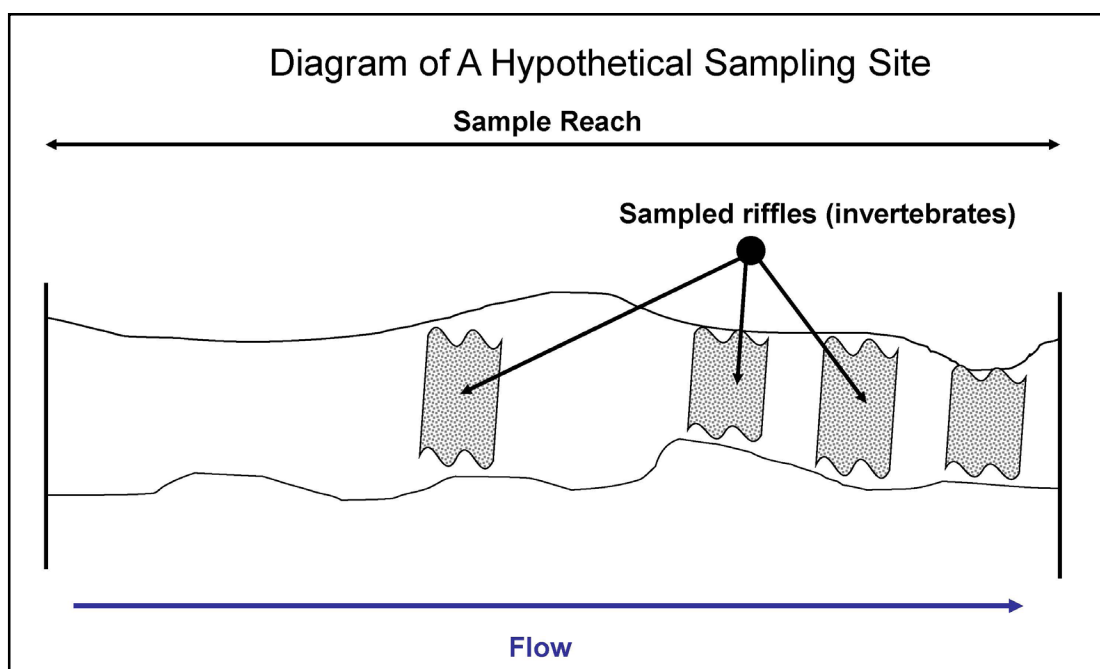 Diagram of A Hypothetical Sampling Site
Sample Reach
Sampled riffles (invertebrates)
Flow